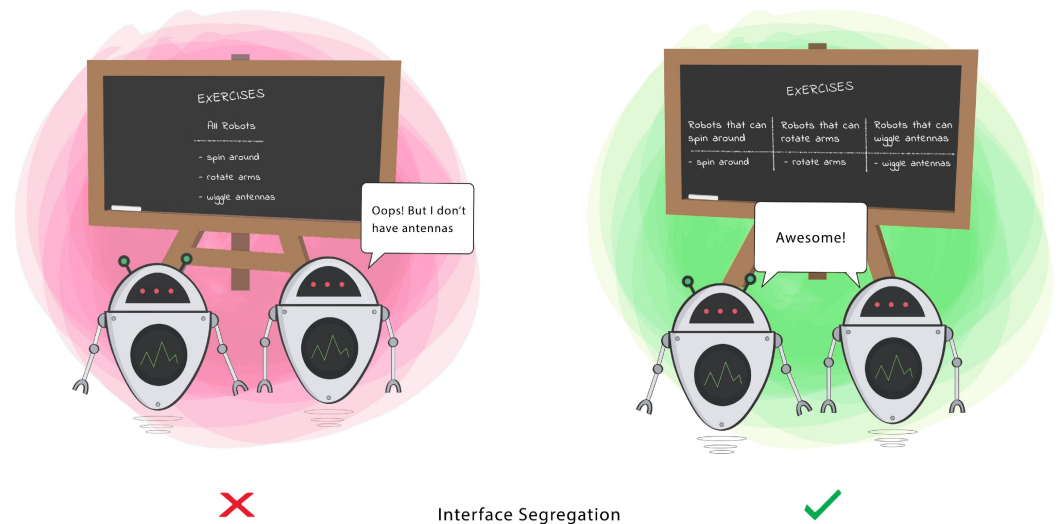 EXERCISES
All Robots
- spin around
- rotate arms
- wiggle antennas
Oops! But I don't
have antennas
EXERCISES
Robots that can
spin around
- spin around
Robots that can
rotate arms
- rotate arms
Robots that can
wiggle antennas
- wiggle antennas
Awesome!
Interface Segregation